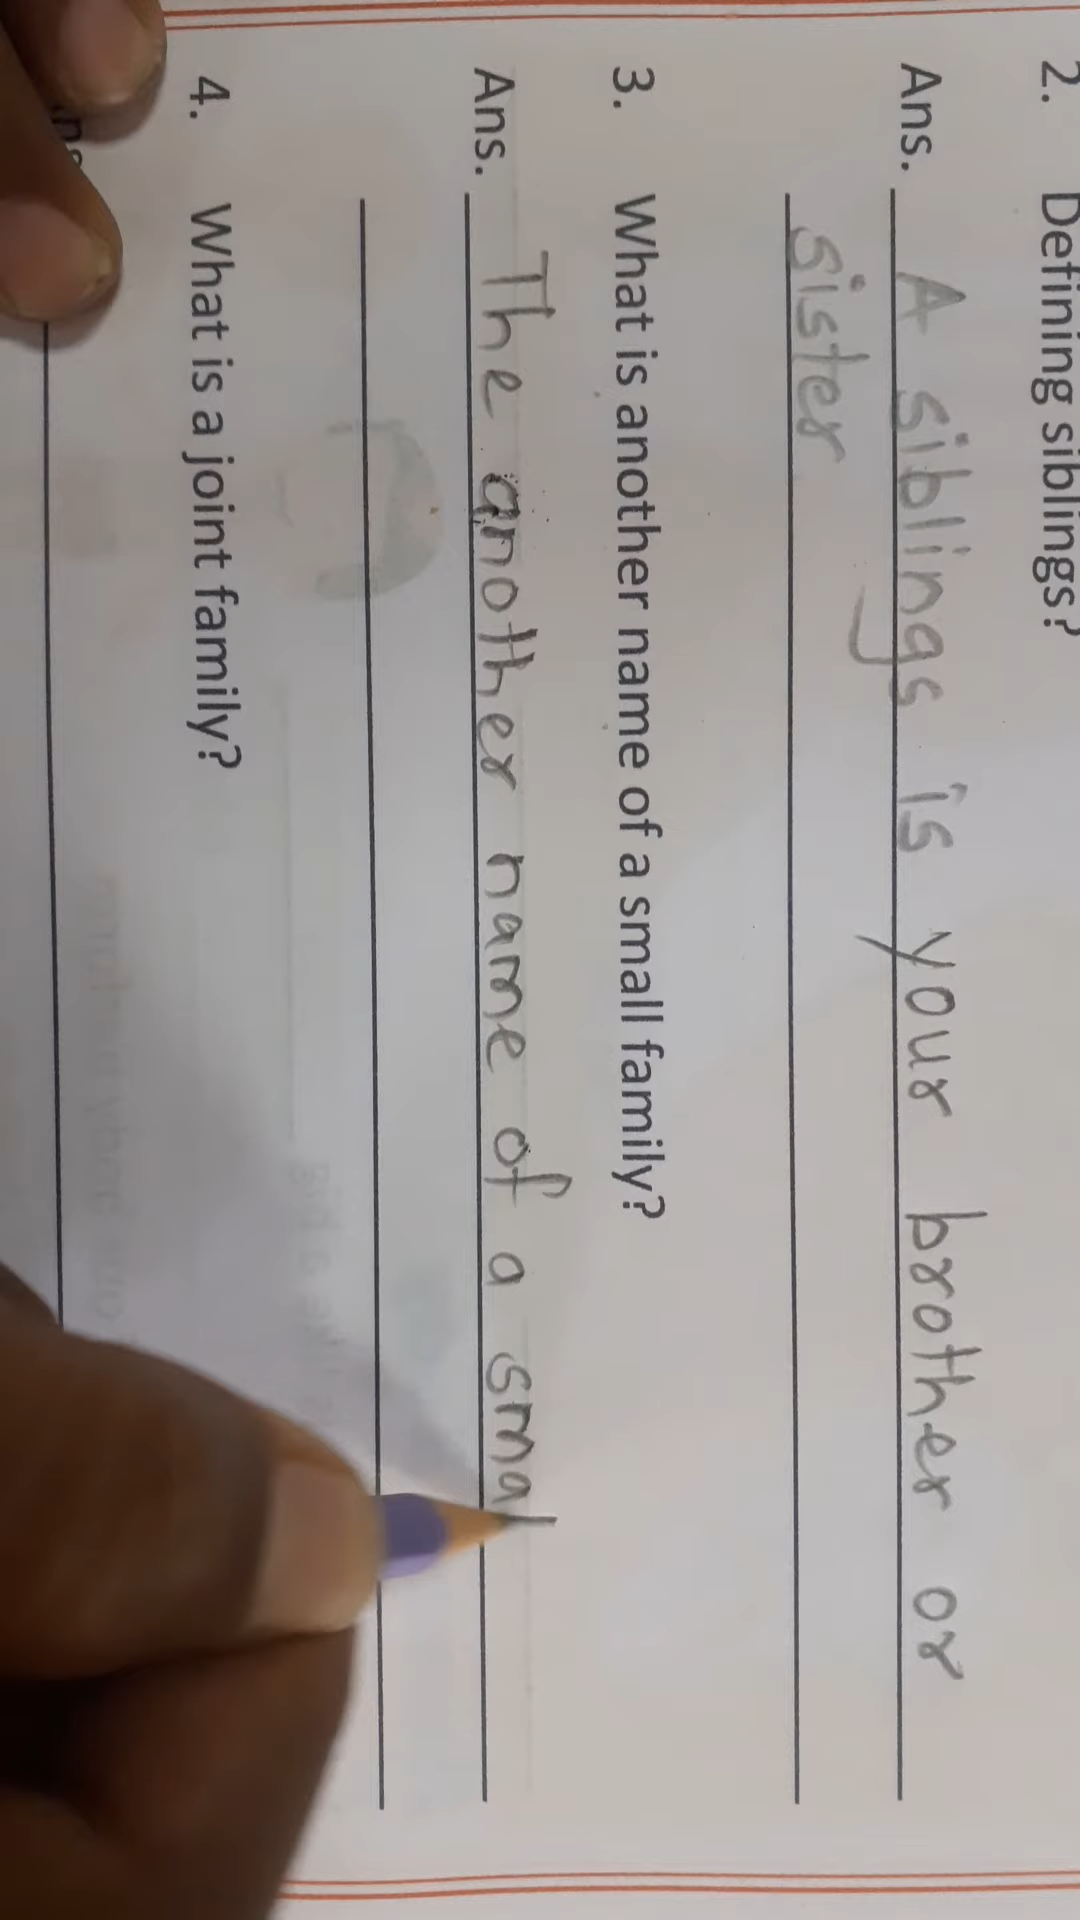 2. Defining siblings?
Ans. A siblings is your brother or
sister
3. What is another name of a small family?
Ans. The another name of a smal
4. What is a joint family?